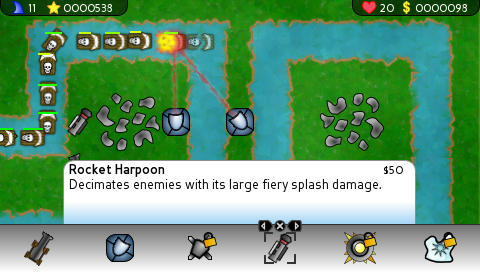 11 0000538
20 $ 0000098
Rocket Harpoon $50
Decimates enemies with its large fiery splash damage.